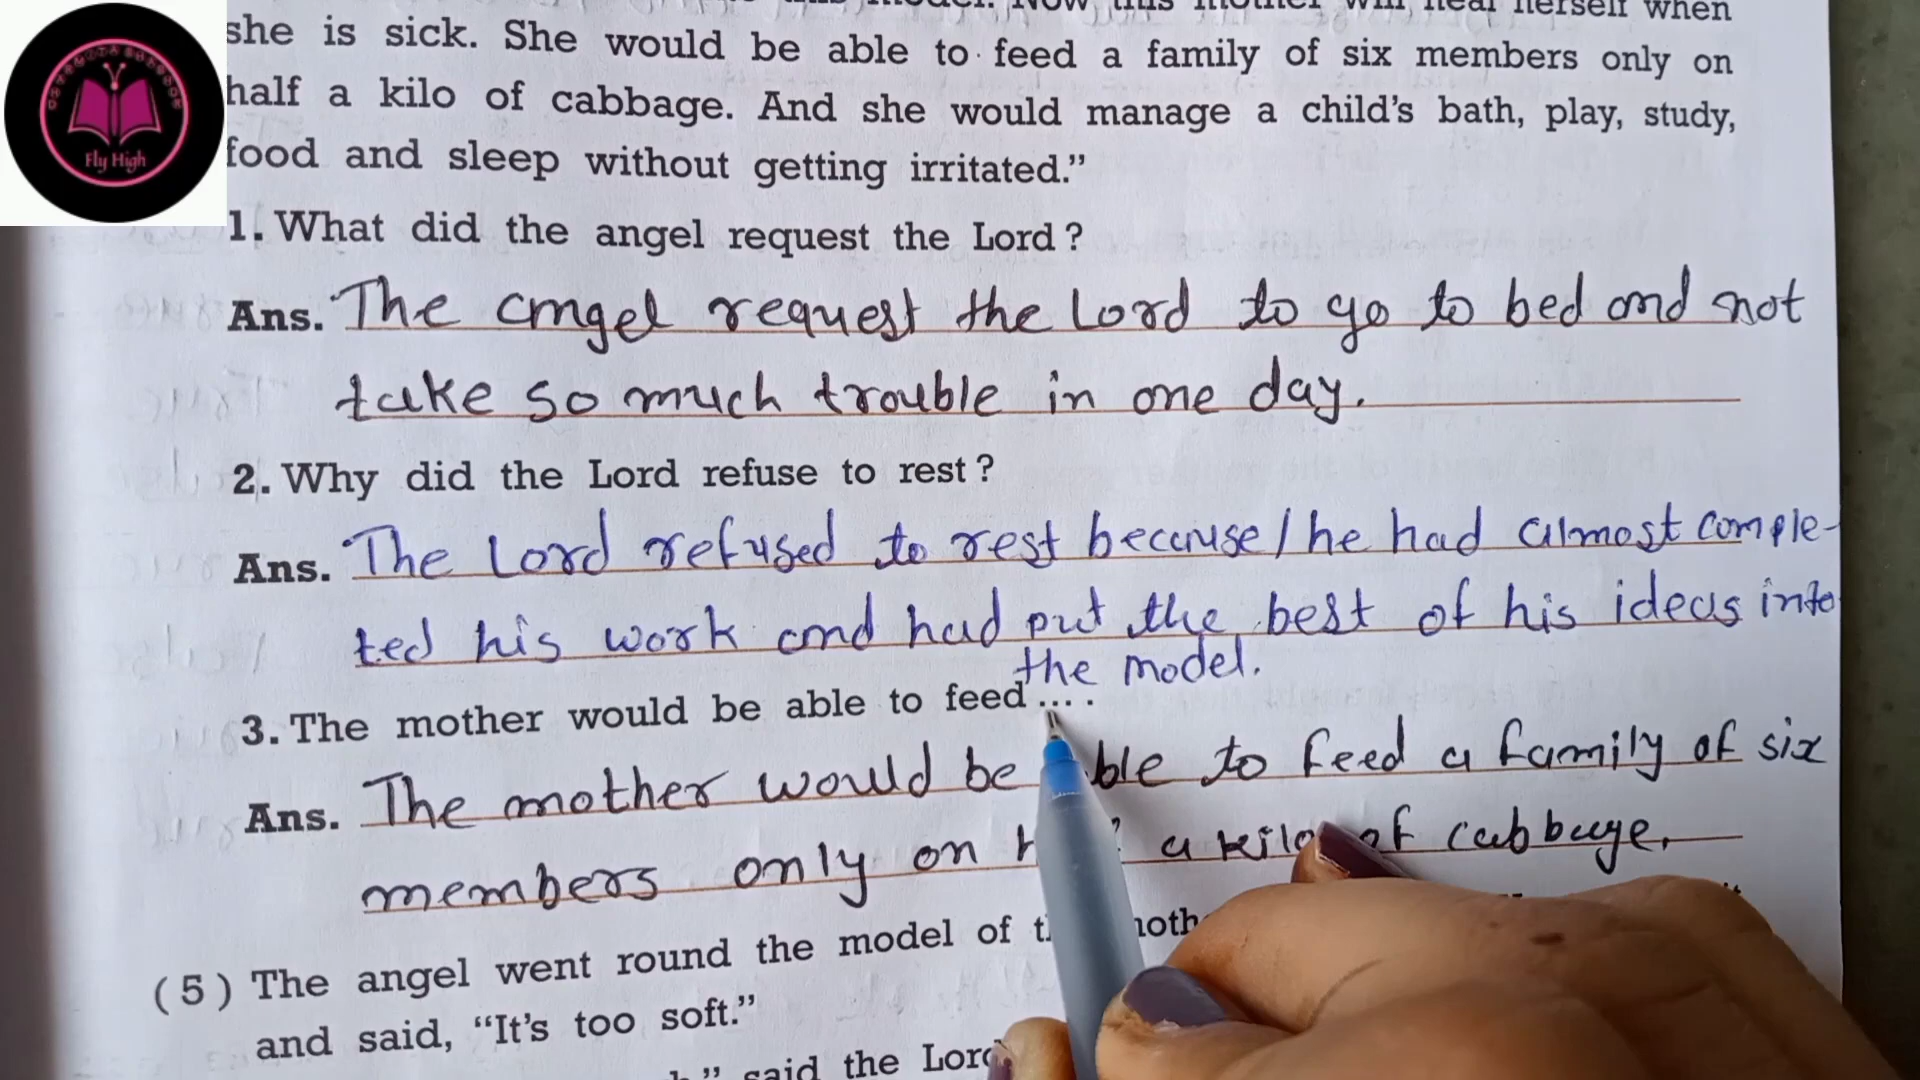 she is sick. She would be able to feed a family of six members only on
half a kilo of cabbage. And she would manage a child's bath, play, study,
food and sleep without getting irritated."
Fly High
1. What did the angel request the Lord?
Ans. The angel request the Lord to go to bed and not
take so much trouble in one day.
2. Why did the Lord refuse to rest?
Ans. The Lord refused to rest because / he had almost comple-
ted his work and had put the best of his ideas into
the model.
3. The mother would be able to feed ....
Ans. The mother would be ble to feed a family of six
members only on a kilo of cabbage.
(5) The angel went round the model of
and said, "It's too soft."
said the Lord